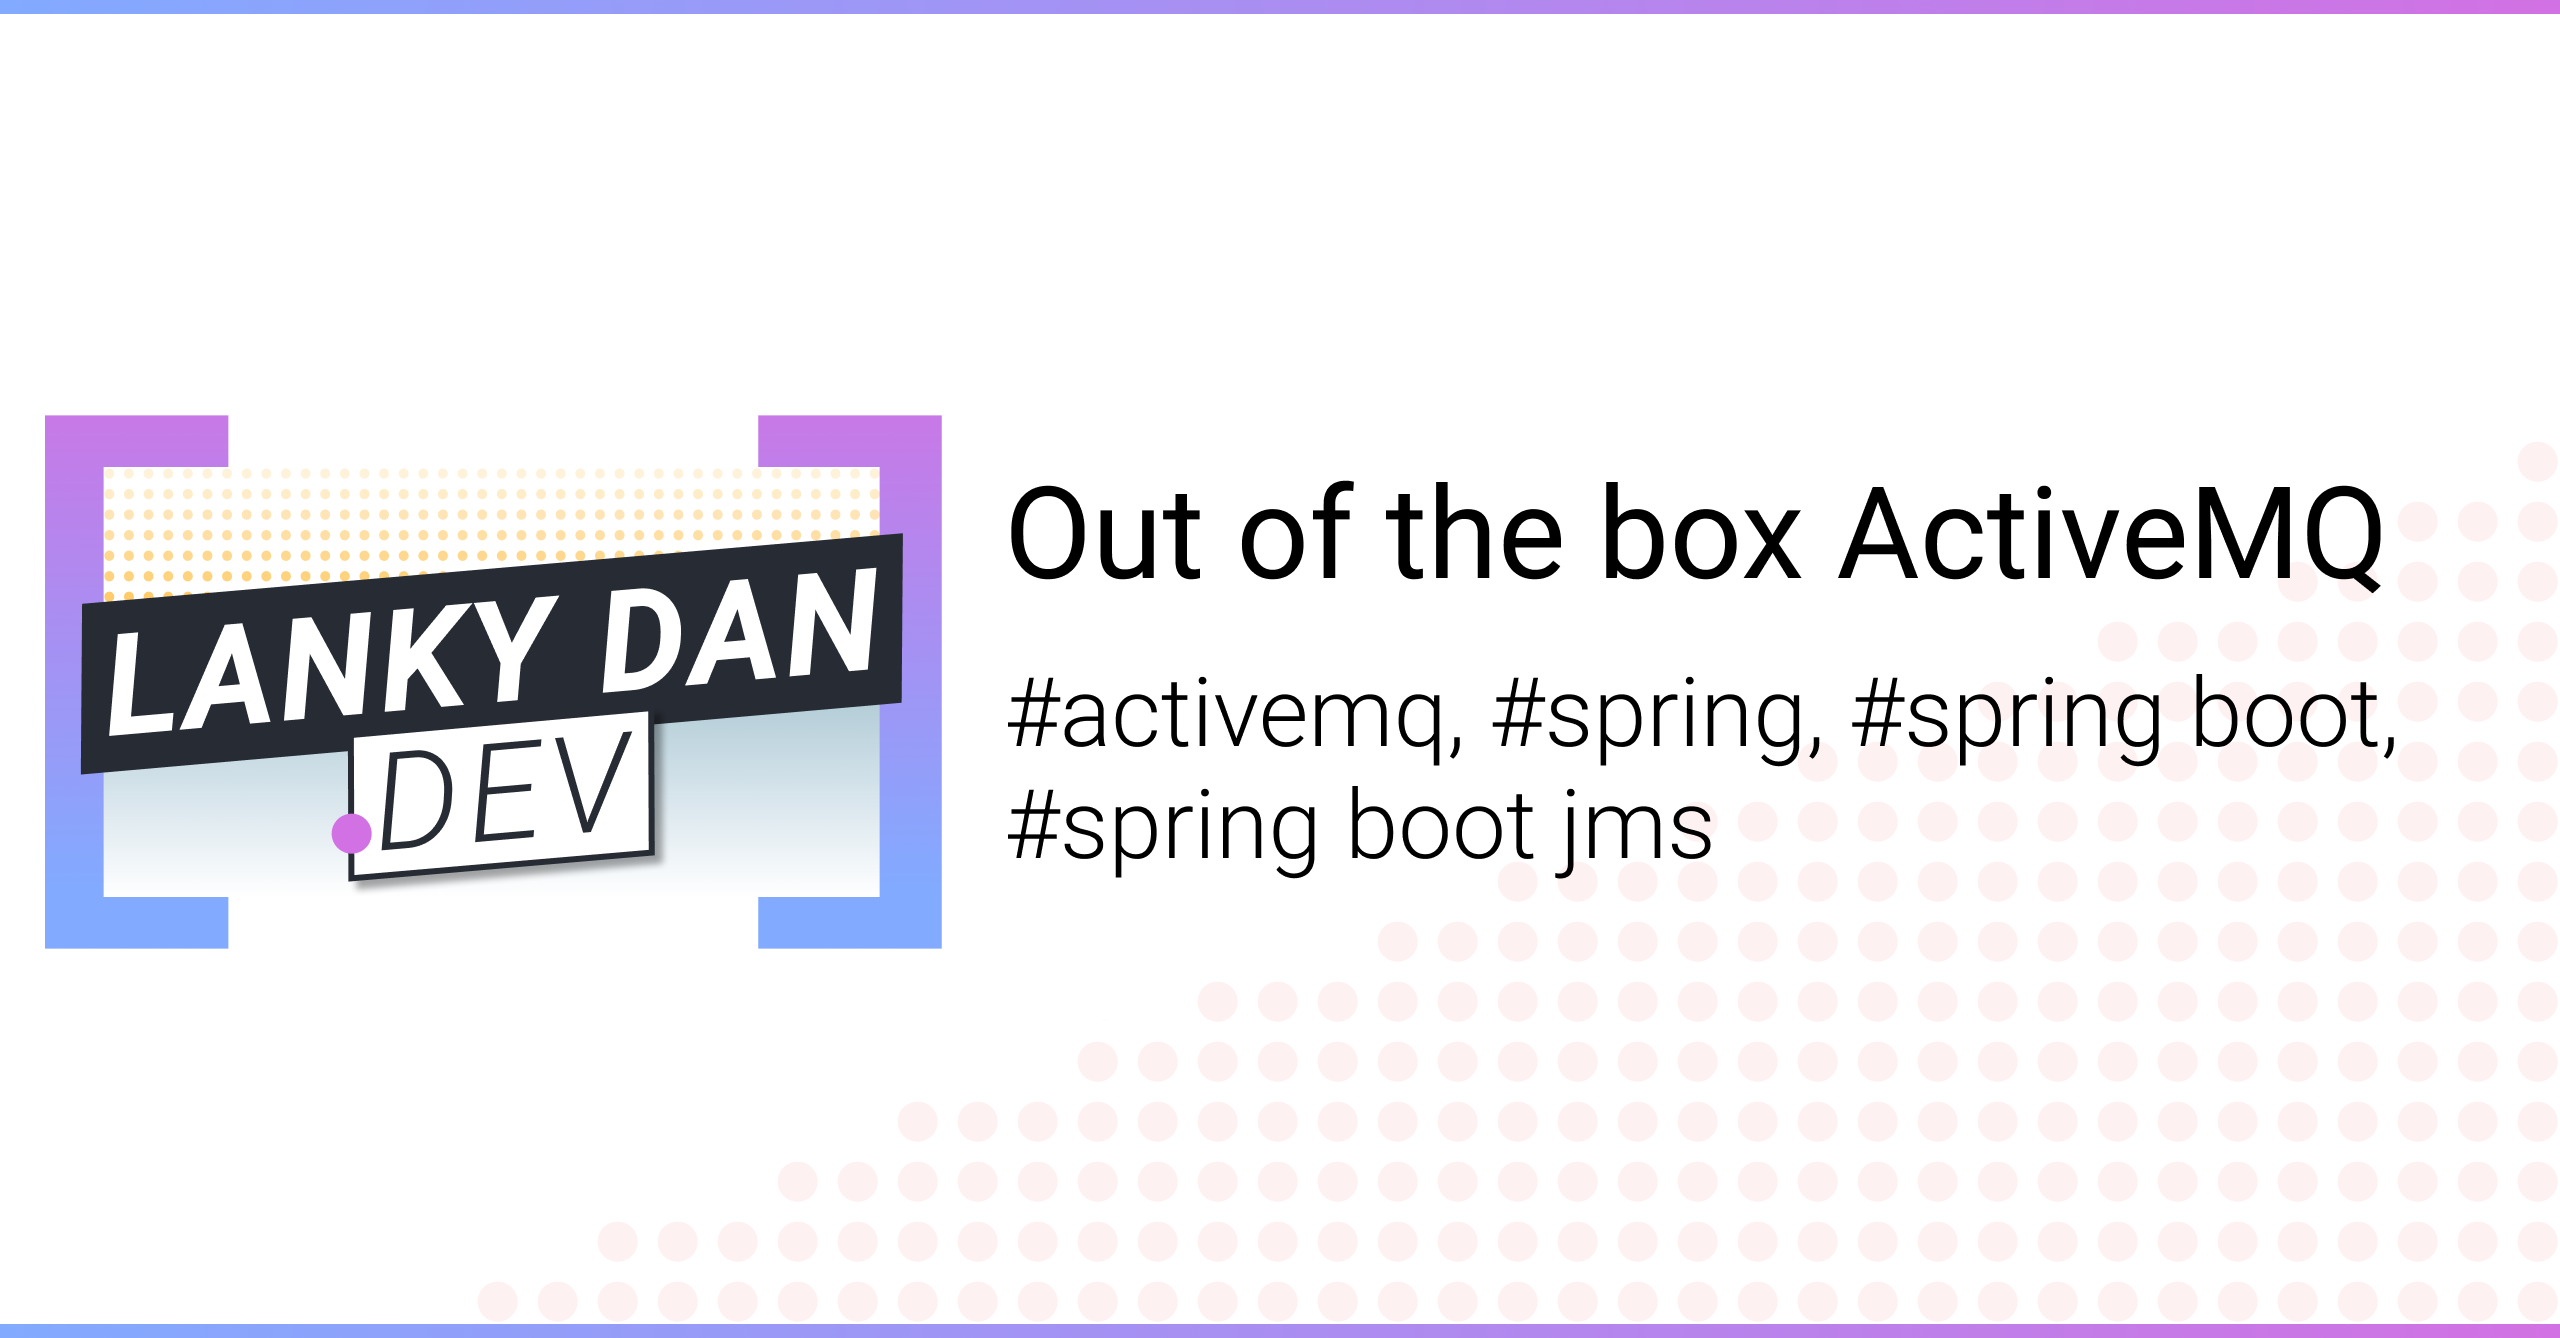 LANKY DAN
.DEV
Out of the box ActiveMQ
#activemq, #spring, #spring boot,
#spring boot jms